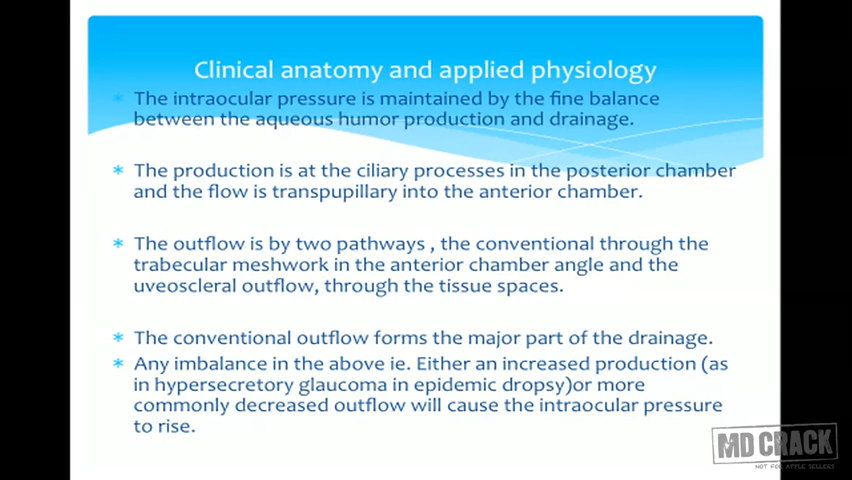 Clinical anatomy and applied physiology
* The intraocular pressure is maintained by the fine balance
between the aqueous humor production and drainage.
* The production is at the ciliary processes in the posterior chamber
and the flow is transpupillary into the anterior chamber.
* The outflow is by two pathways , the conventional through the
trabecular meshwork in the anterior chamber angle and the
uveoscleral outflow, through the tissue spaces.
* The conventional outflow forms the major part of the drainage.
* Any imbalance in the above ie. Either an increased production (as
in hypersecretory glaucoma in epidemic dropsy)or more
commonly decreased outflow will cause the intraocular pressure
to rise.
MD CRACK
NOT FOR APPLE SELLERS